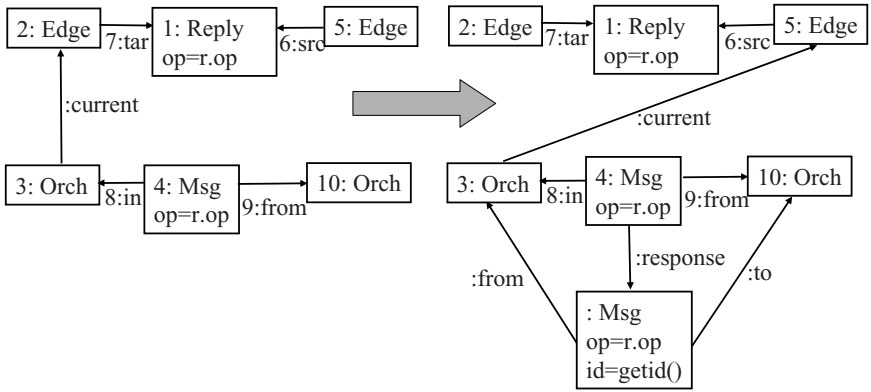 2: Edge
7:tar
1: Reply
op=r.op
6:src
5: Edge
:current
3: Orch
8:in
4: Msg
op=r.op
9:from
10: Orch
2: Edge
7:tar
1: Reply
op=r.op
6:src
5: Edge
:current
3: Orch
8:in
4: Msg
op=r.op
9:from
10: Orch
:from
:response
:to
: Msg
op=r.op
id=getid()